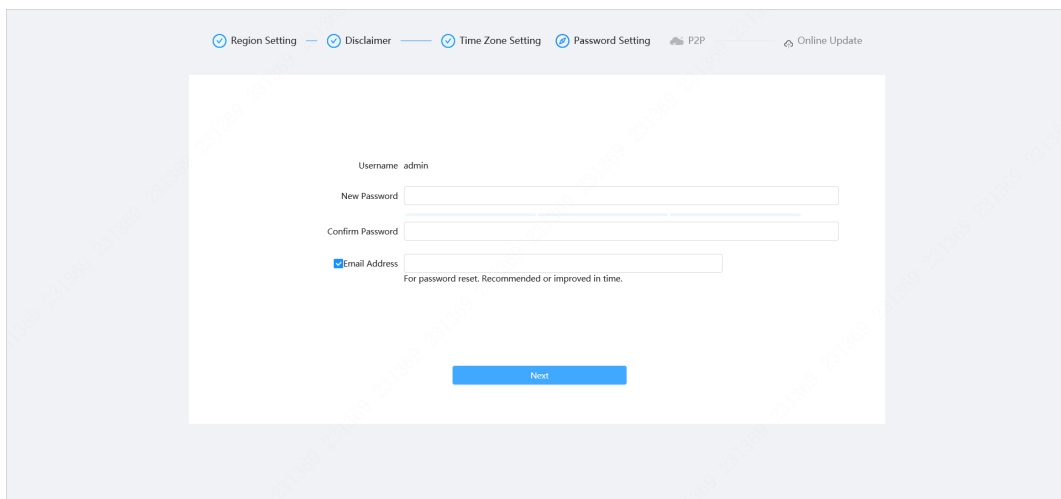 Region Setting Disclaimer Time Zone Setting Password Setting P2P Online Update
Username admin
New Password
Confirm Password
Email Address
For password reset. Recommended or improved in time.
Next